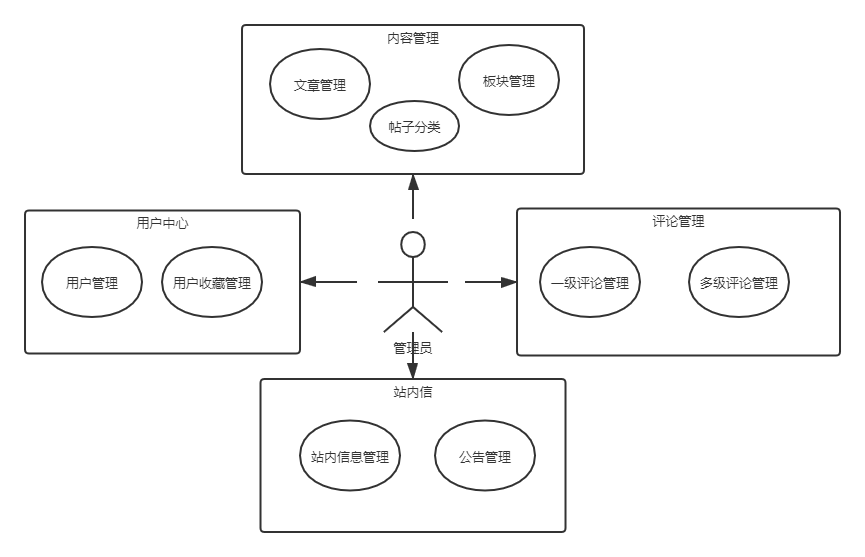 内容管理
文章管理
板块管理
帖子分类
用户中心
用户管理
用户收藏管理
评论管理
一级评论管理
多级评论管理
管理员
站内信
站内信息管理
公告管理